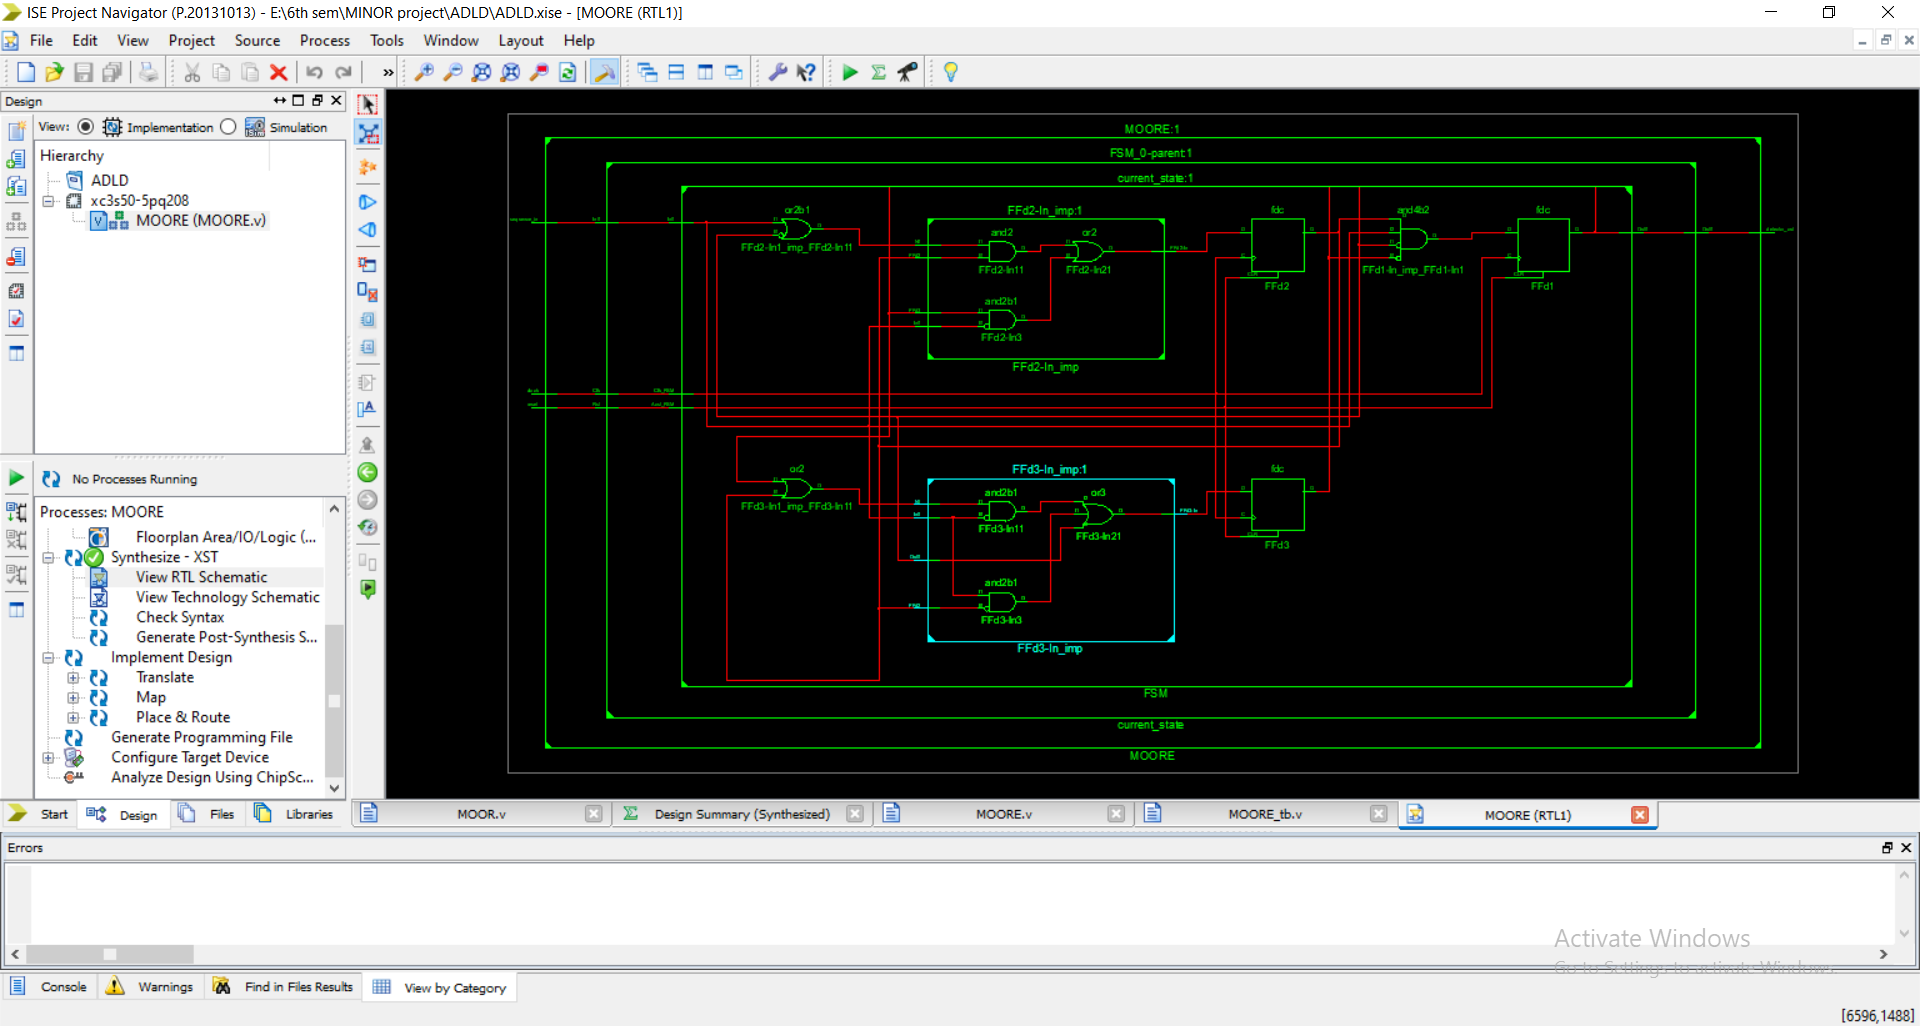 ISE Project Navigator (P.20131013) - E:\6th sem\MINOR project\ADLD\ADLD.xise - [MOORE (RTL1)]
File Edit View Project Source Process Tools Window Layout Help
Design
View: Implementation Simulation
Hierarchy
ADLD
xc3s50-5pq208
MOORE (MOORE.v)
No Processes Running
Processes: MOORE
Floorplan Area/IO/Logic (...
Synthesize - XST
View RTL Schematic
View Technology Schematic
Check Syntax
Generate Post-Synthesis S...
Implement Design
Translate
Map
Place & Route
Generate Programming File
Configure Target Device
Analyze Design Using ChipSc...
Start Design Files Libraries
MOORE:1
FSM_0-parent:1
current_state:1
or2b1
FFd2-In1_imp_FFd2-In11
FFd2-In_imp:1
and2
FFd2-In11
or2
FFd2-In21
and2b1
FFd2-In3
FFd2-In_imp
fdc
FFd2
and4b2
FFd1-In_imp_FFd1-In1
fdc
FFd1
or2
FFd3-In1_imp_FFd3-In11
FFd3-In_imp:1
and2b1
FFd3-In11
or3
FFd3-In21
and2b1
FFd3-In3
FFd3-In_imp
fdc
FFd3
FSM
current_state
MOORE
MOOR.v Design Summary (Synthesized) MOORE.v MOORE_tb.v MOORE (RTL1)
Errors
Activate Windows
Go to Settings to activate Windows.
Console Warnings Find in Files Results View by Category
[6596,1488]